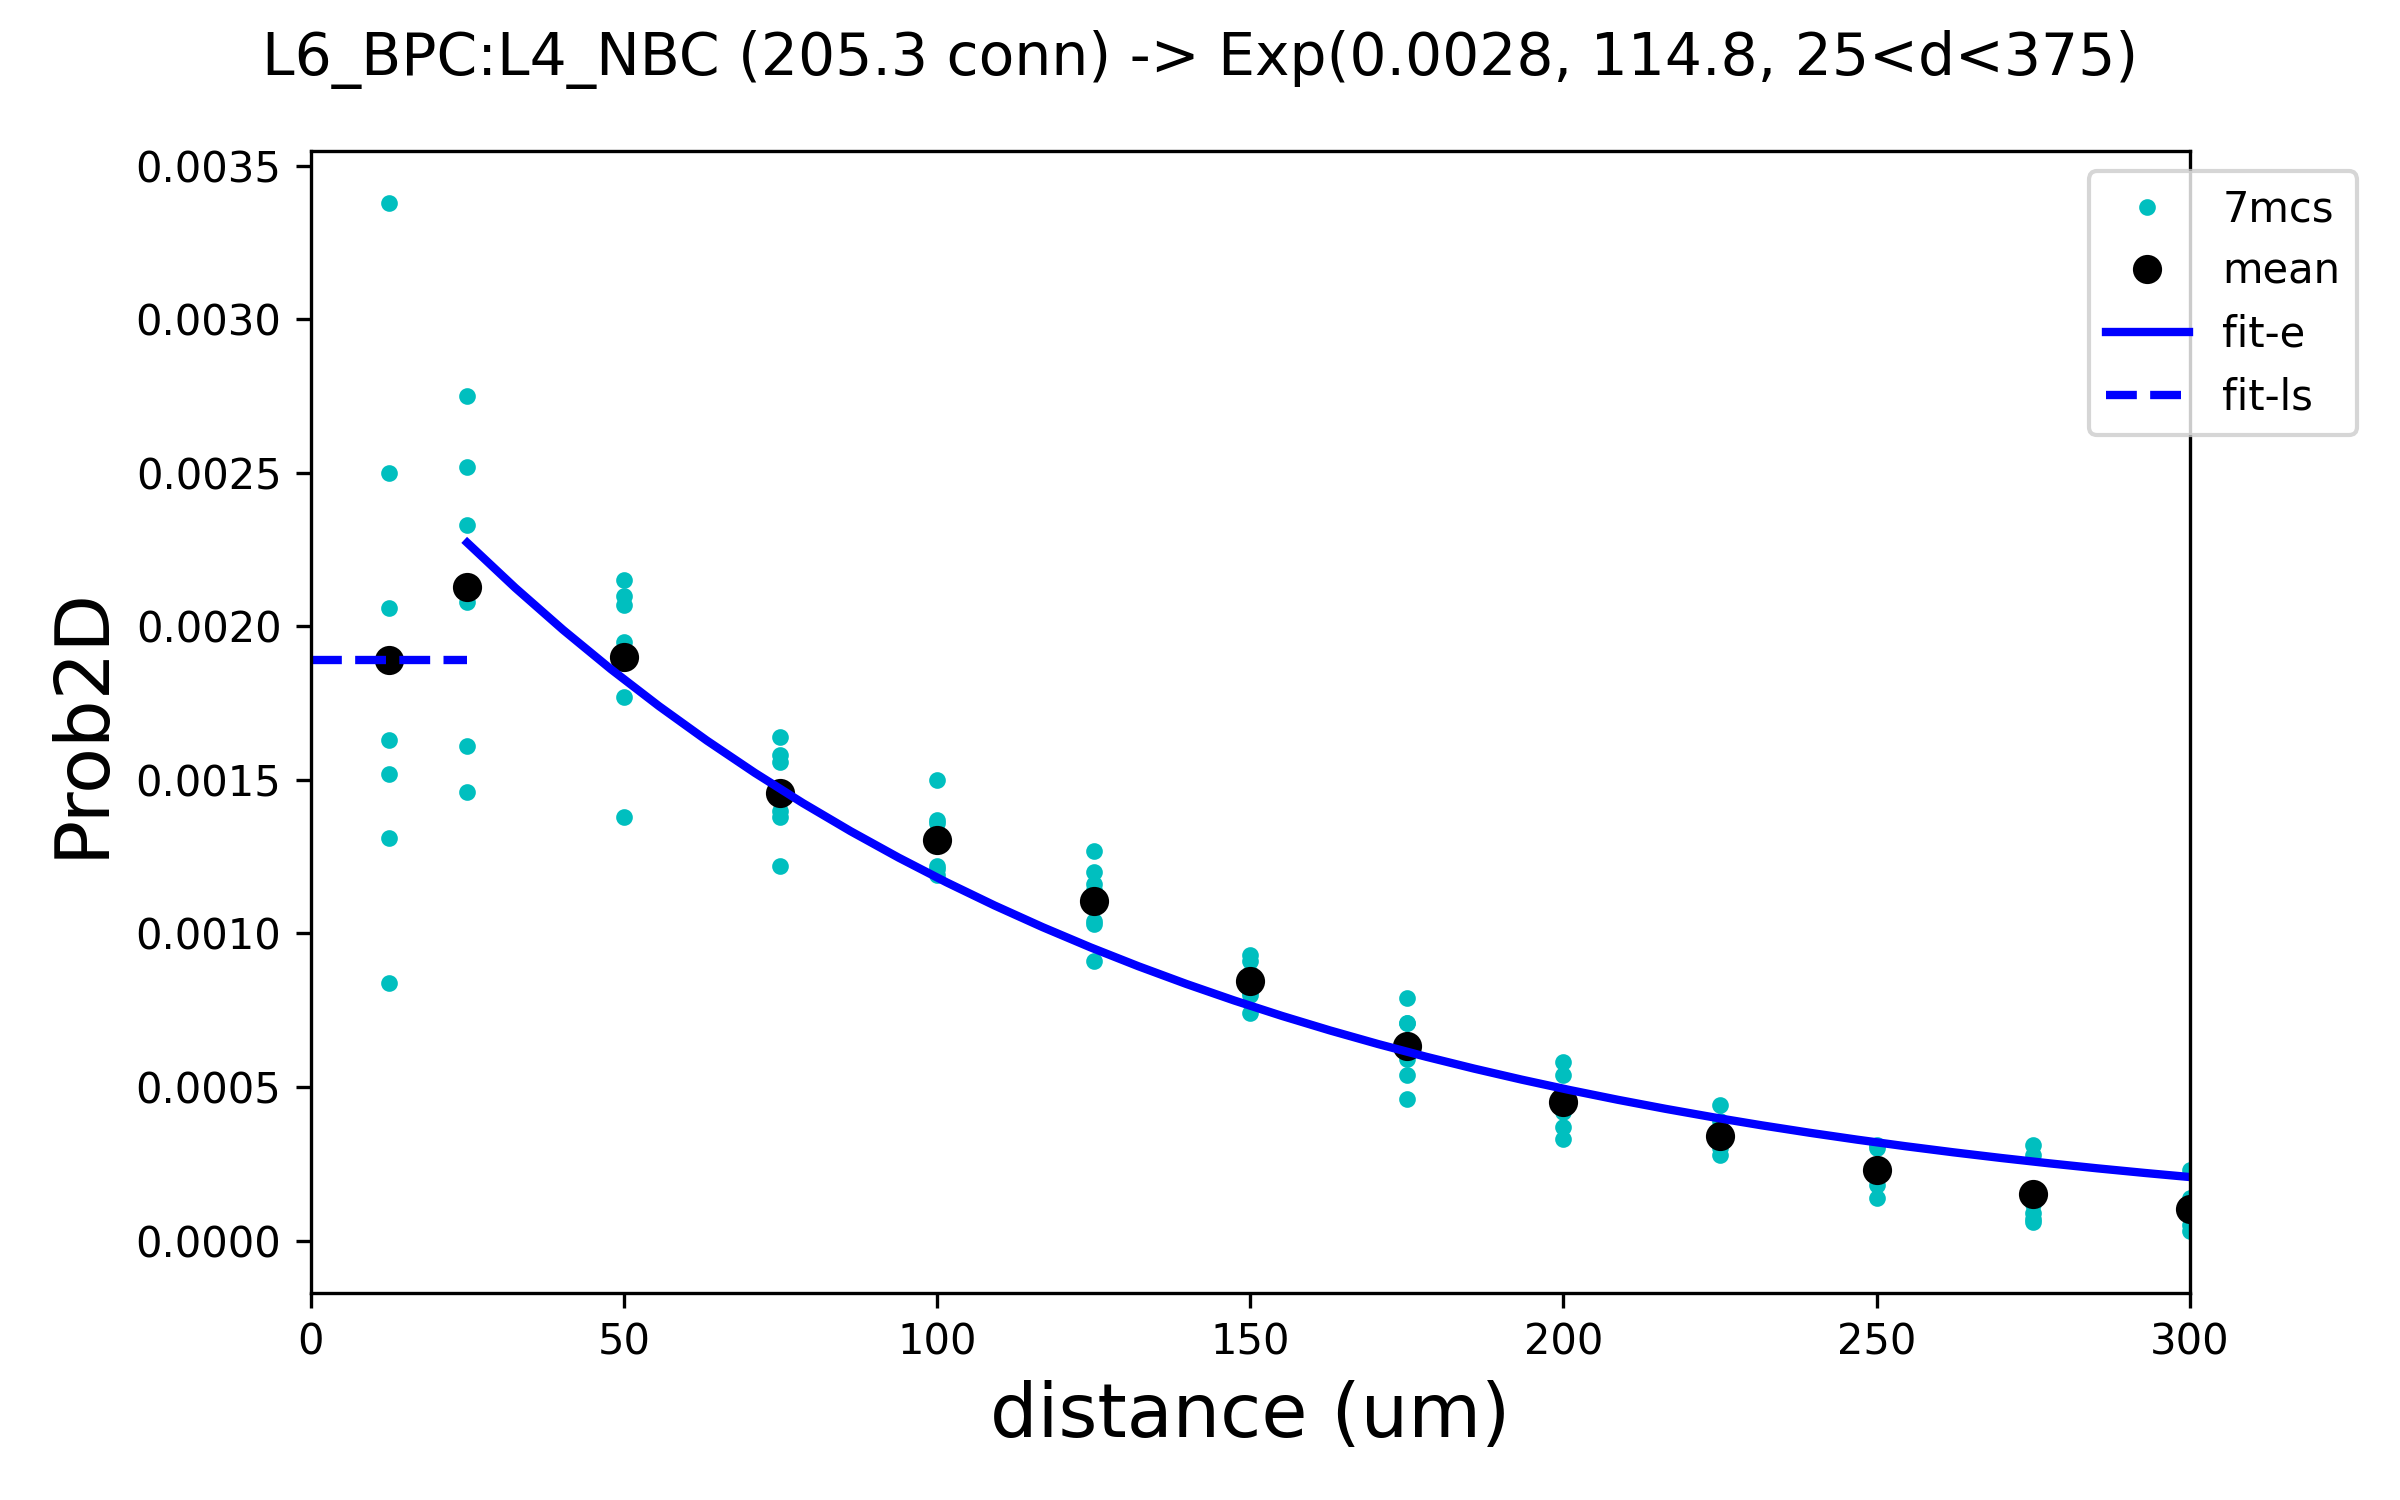 L6_BPC:L4_NBC (205.3 conn) -> Exp(0.0028, 114.8, 25<d<375)
0.0035
0.0030
0.0025
0.0020
0.0015
0.0010
0.0005
0.0000
Prob2D
7mcs
mean
fit-e
fit-ls
0 50 100 150 200 250 300
distance (um)